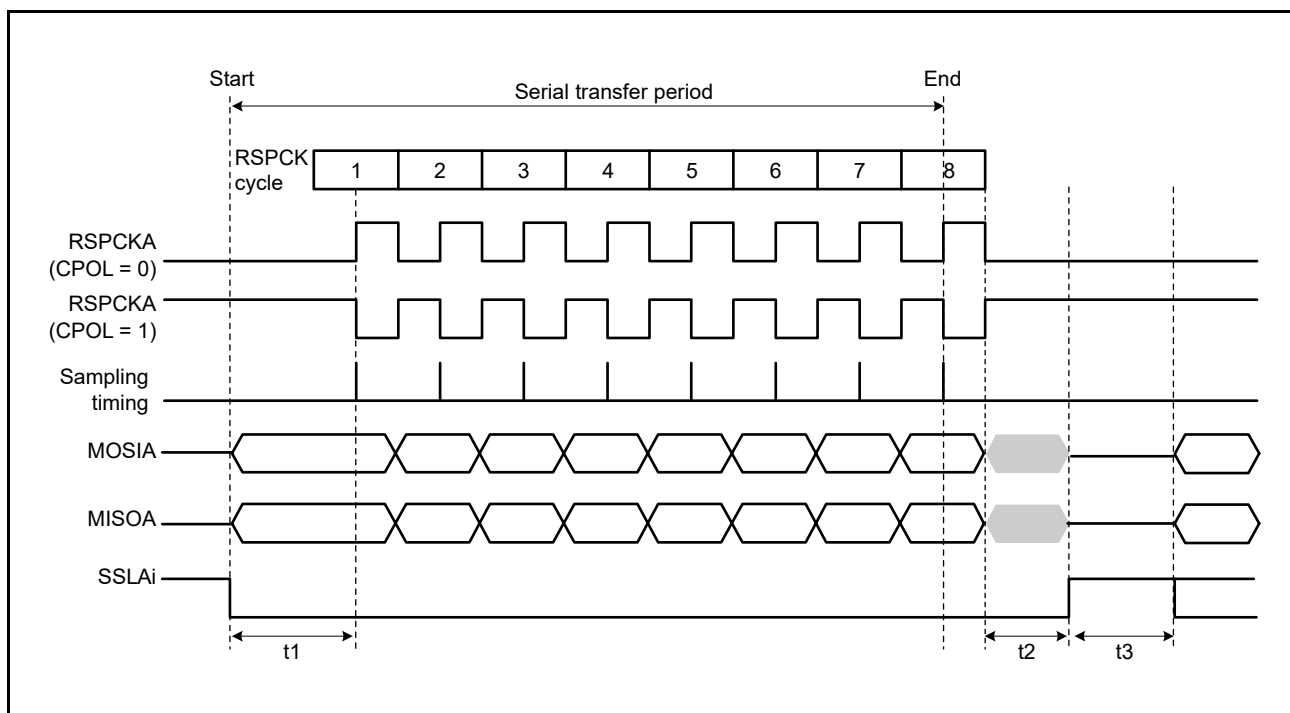 Start
End
Serial transfer period
RSPCK
cycle
1
2
3
4
5
6
7
8
RSPCKA
(CPOL = 0)
RSPCKA
(CPOL = 1)
Sampling
timing
MOSIA
MISOA
SSLAi
t1
t2
t3